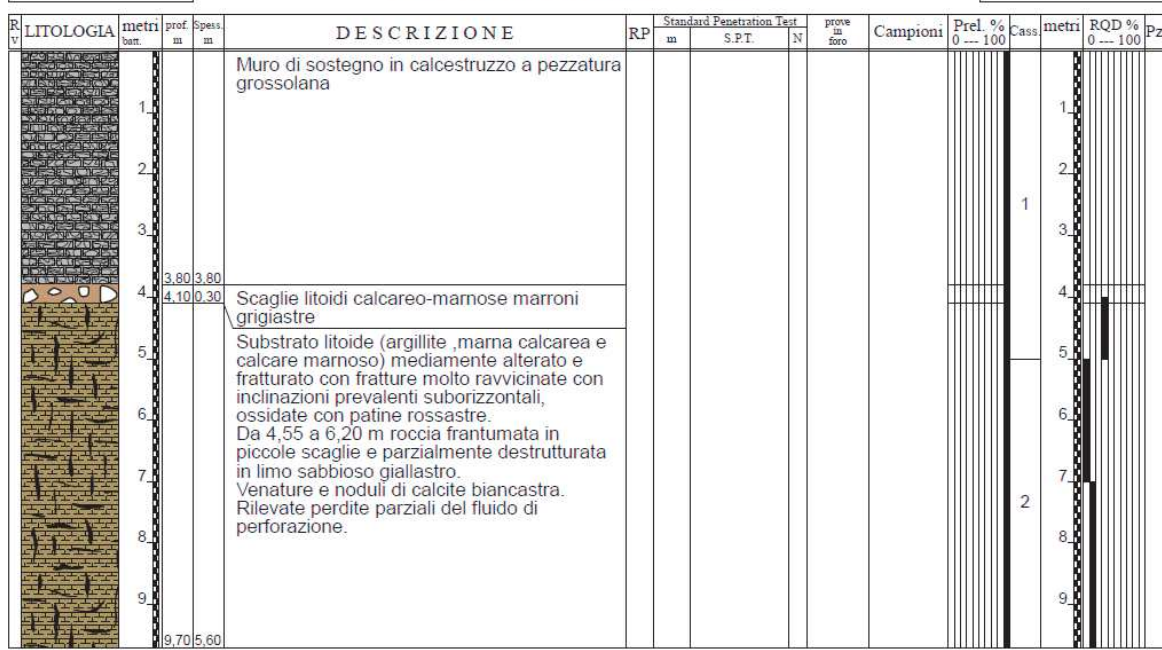 R v LITOLOGIA metri batt. prof. m Spess. m DESCRIZIONE RP Standard Penetration Test m S.P.T. N prove in foro Campioni Prel. % 0 --- 100 Cass. metri RQD % 0 --- 100 Pz
Muro di sostegno in calcestruzzo a pezzatura
grossolana
1 1
2 2
1
3 3
3,80 3,80
4 4,10 0,30 Scaglie litoidi calcareo-marnose marroni 4
grigiastre
Substrato litoide (argillite ,marna calcarea e
5 calcare marnoso) mediamente alterato e 5
fratturato con fratture molto ravvicinate con
inclinazioni prevalenti suborizzontali,
6 ossidate con patine rossastre. 6
Da 4,55 a 6,20 m roccia frantumata in
piccole scaglie e parzialmente destrutturata
7 in limo sabbioso giallastro. 7
Venature e noduli di calcite biancastra.
Rilevate perdite parziali del fluido di 2
perforazione.
8 8
9 9
9,70 5,60